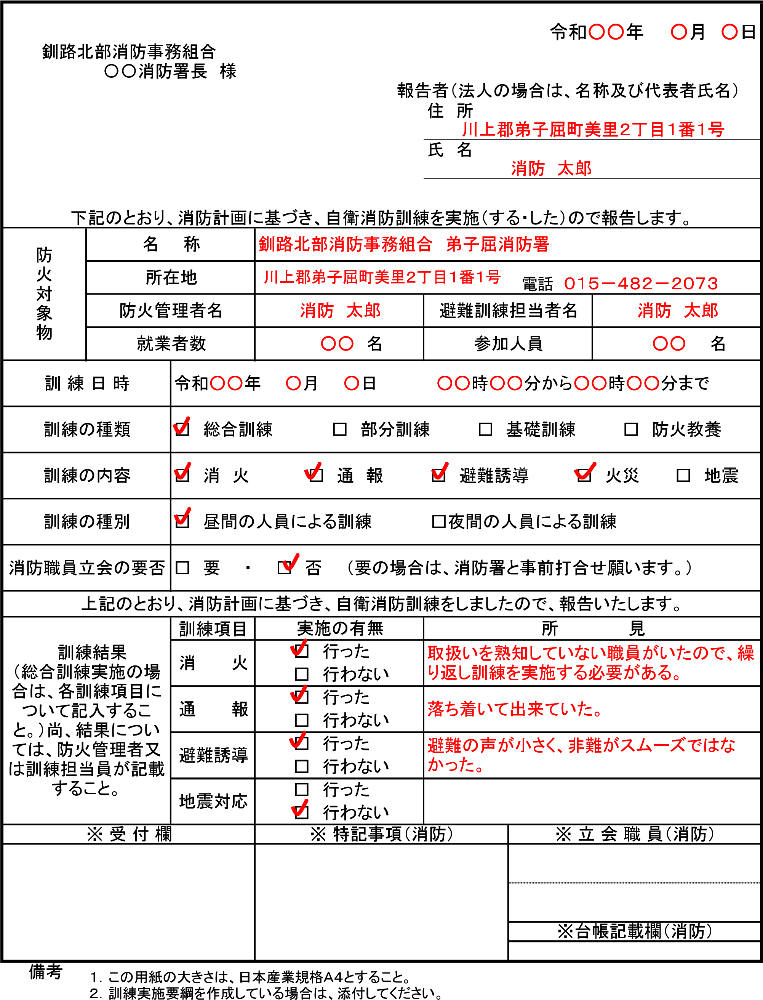 令和〇〇年　〇月　〇日
釧路北部消防事務組合
〇〇消防署長　様
報告者（法人の場合は、名称及び代表者氏名）
住　所
川上郡弟子屈町美里２丁目１番１号
氏　名
消防　太郎
下記のとおり、消防計画に基づき、自衛消防訓練を実施（する・した）ので報告します。
防火対象物
名　称　釧路北部消防事務組合　弟子屈消防署
所在地　川上郡弟子屈町美里２丁目１番１号　電話　０１５－４８２－２０７３
防火管理者名　消防　太郎　避難訓練担当者名　消防　太郎
就業者数　〇〇　名　参加人員　〇〇　名
訓練日時　令和〇〇年　〇月　〇日　〇〇時〇〇分から〇〇時〇〇分まで
訓練の種類　☑　総合訓練　□　部分訓練　□　基礎訓練　□　防火教養
訓練の内容　☑　消　火　☑　通　報　☑　避難誘導　☑　火災　□　地震
訓練の種別　☑　昼間の人員による訓練　□夜間の人員による訓練
消防職員立会の要否　□　要　・　☑　否　（要の場合は、消防署と事前打合せ願います。）
上記のとおり、消防計画に基づき、自衛消防訓練をしましたので、報告いたします。
訓練結果
（総合訓練実施の場
合は、各訓練項目に
ついて記入するこ
と。）尚、結果につい
ては、防火管理者又
は訓練担当員が記載
すること。
訓練項目　実施の有無　所　見
消　火
☑　行った
□　行わない
取扱いを熟知していない職員がいたので、繰
り返し訓練を実施する必要がある。
通　報
☑　行った
□　行わない
落ち着いて出来ていた。
避難誘導
☑　行った
□　行わない
避難の声が小さく、非難がスムーズではな
かった。
地震対応
□　行った
☑　行わない
※ 受 付 欄　※ 特記事項（消防）　※ 立 会 職 員（消防）
※台帳記載欄（消防）
備考
１．この用紙の大きさは、日本産業規格Ａ４とすること。
２．訓練実施要綱を作成している場合は、添付してください。